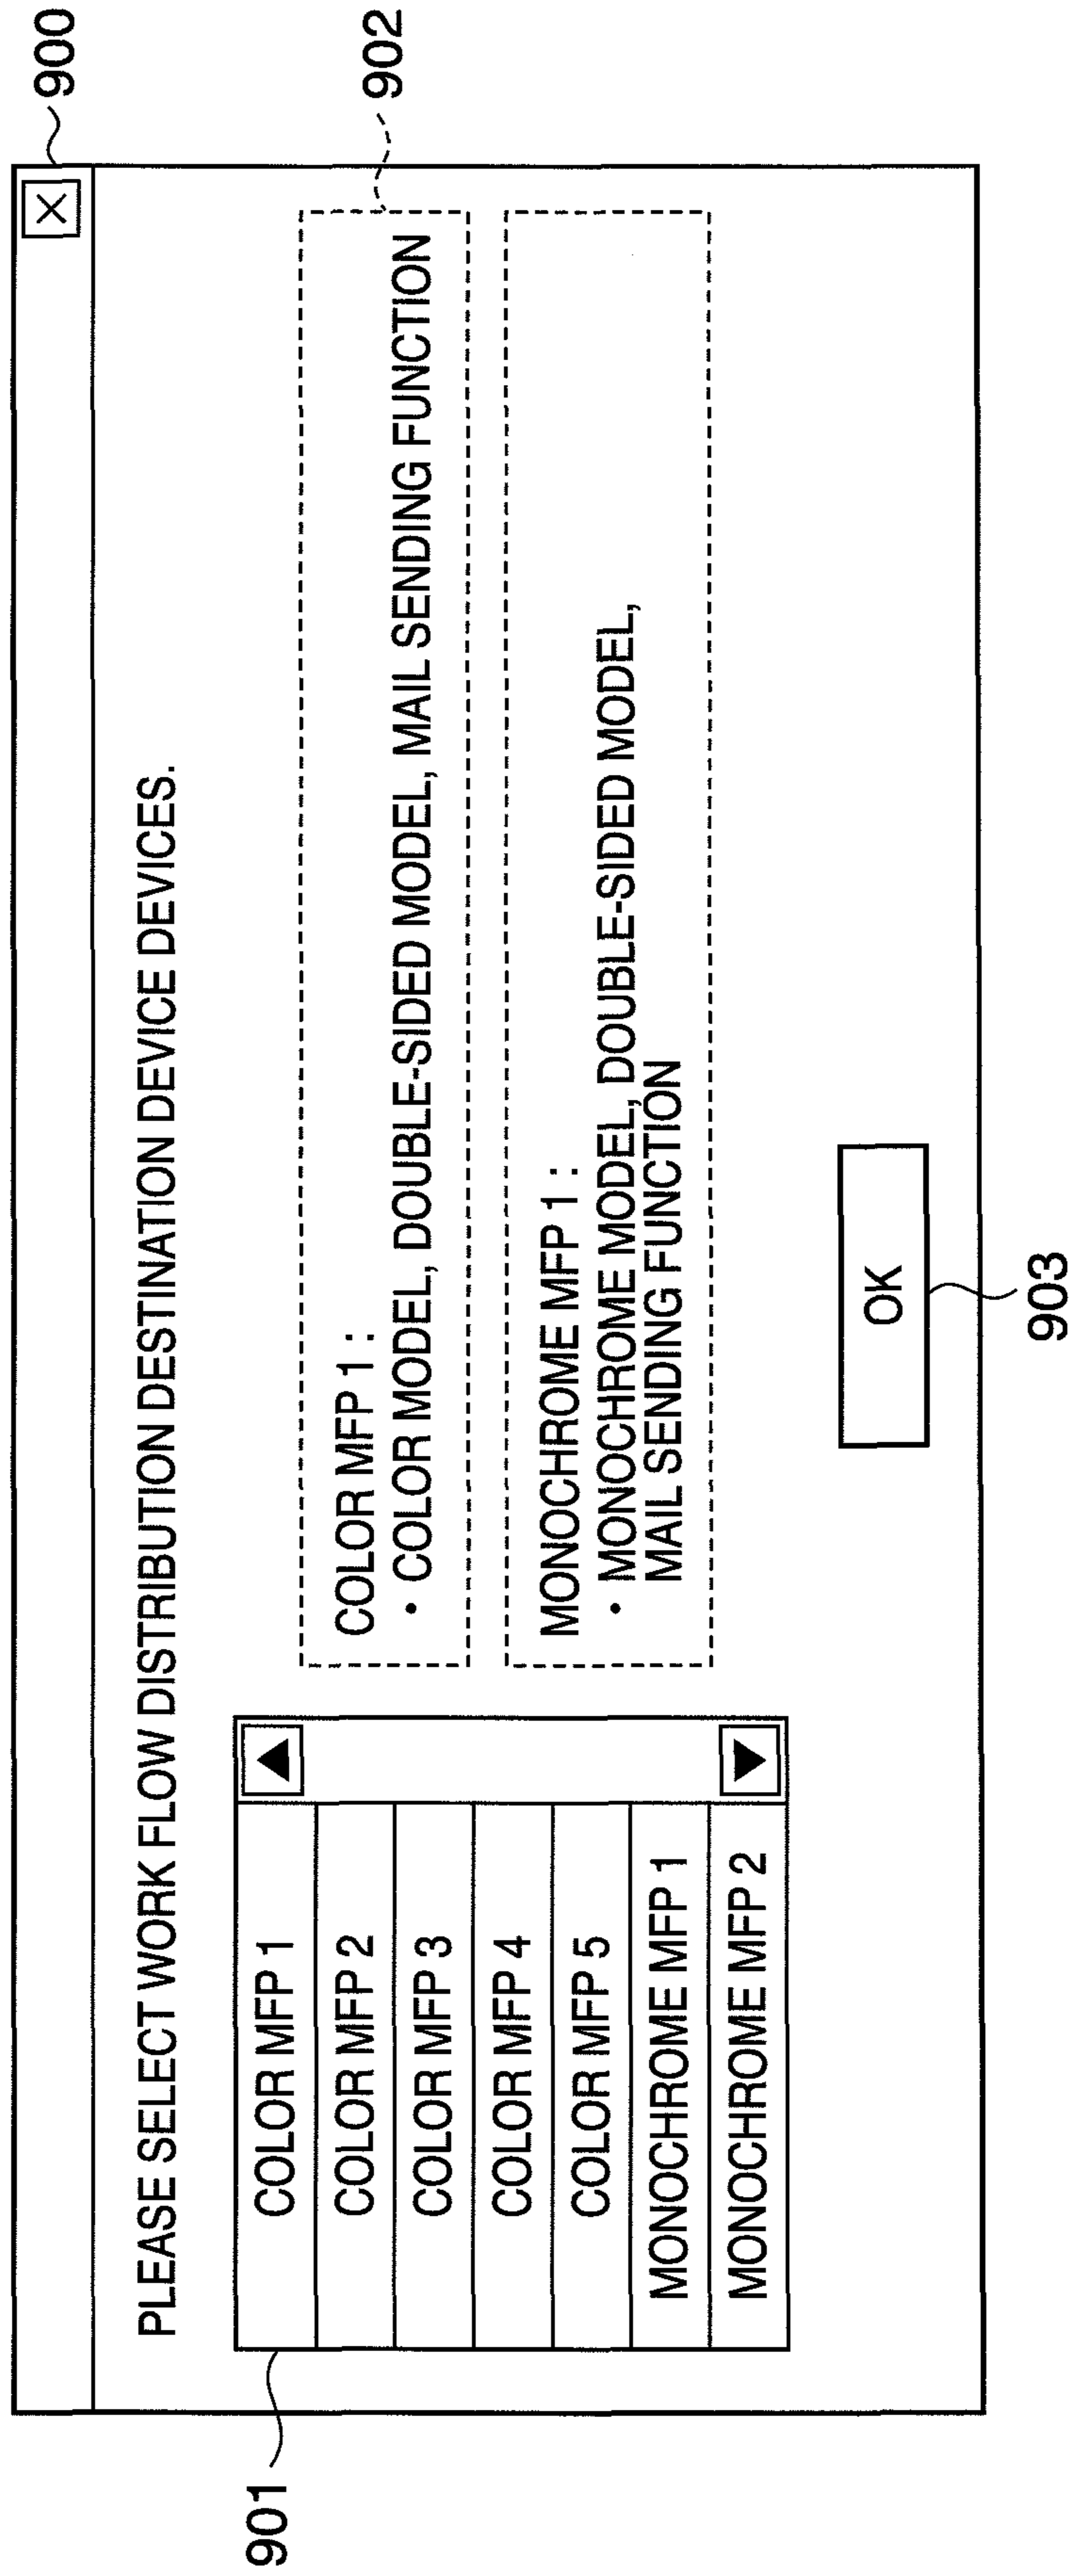 900
PLEASE SELECT WORK FLOW DISTRIBUTION DESTINATION DEVICE DEVICES.
901
COLOR MFP 1
COLOR MFP 2
COLOR MFP 3
COLOR MFP 4
COLOR MFP 5
MONOCHROME MFP 1
MONOCHROME MFP 2
902
COLOR MFP 1 :
• COLOR MODEL, DOUBLE-SIDED MODEL, MAIL SENDING FUNCTION
MONOCHROME MFP 1 :
• MONOCHROME MODEL, DOUBLE-SIDED MODEL,
MAIL SENDING FUNCTION
OK
903